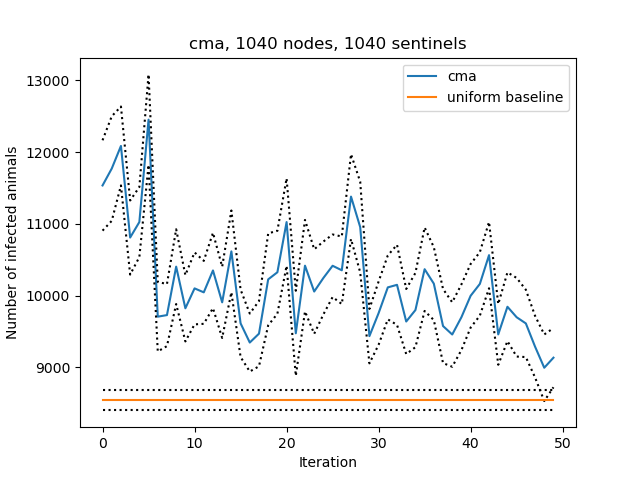 cma, 1040 nodes, 1040 sentinels
cma
uniform baseline
Number of infected animals
13000
12000
11000
10000
9000
0 10 20 30 40 50
Iteration